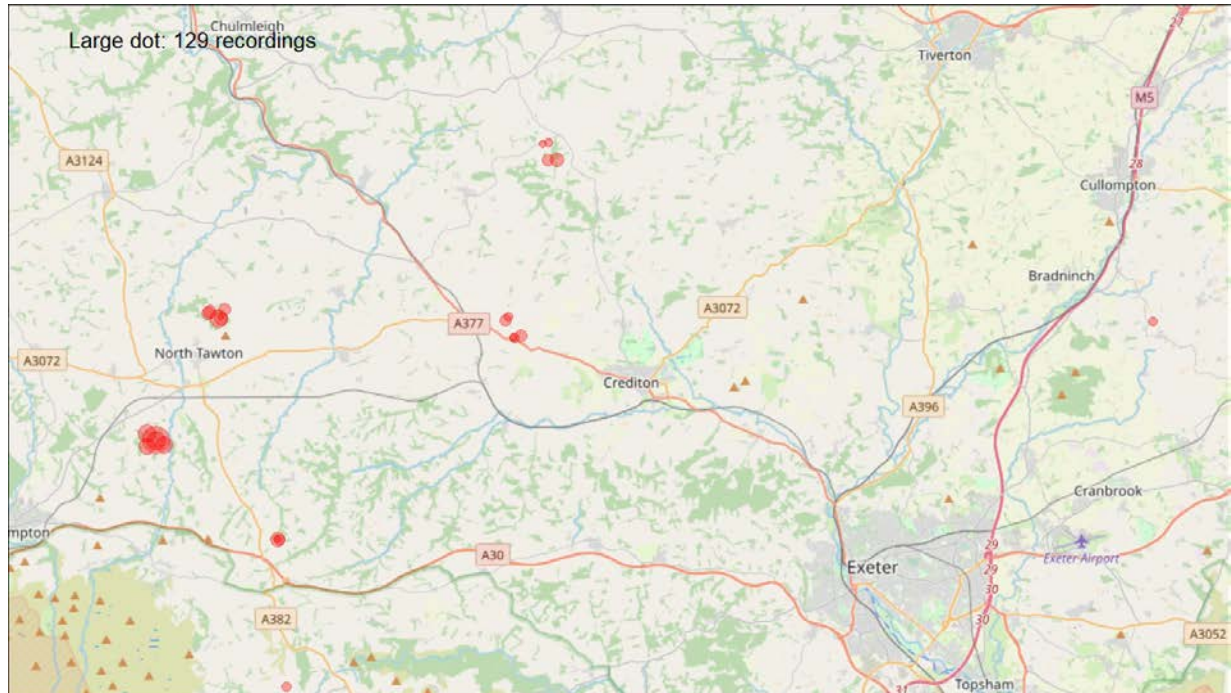 Chulmleigh
Large dot: 129 recordings
27
Tiverton
M5
A3124
28
Cullompton
Bradninch
A3072
A377
North Tawton
A3072
Crediton
A396
Cranbrook
mpton
A30
29
Exeter Airport
Exeter
29
30
A382
30
A3052
Topsham
31